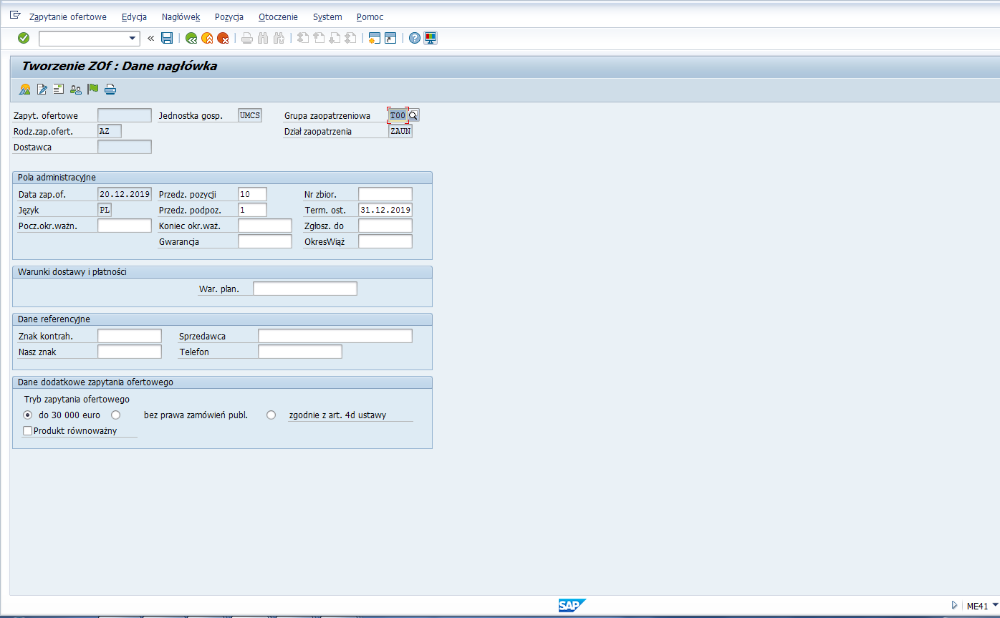 Zapytanie ofertowe Edycja Nagłówek Pozycja Otoczenie System Pomoc
Tworzenie ZOf : Dane nagłówka
Zapyt. ofertowe Jednostka gosp. UMCS Grupa zaopatrzeniowa T00
Rodz.zap.ofert. AZ Dział zaopatrzenia ZAUN
Dostawca
Pola administracyjne
Data zap.of. 20.12.2019 Przedz. pozycji 10 Nr zbior.
Język PL Przedz. podpoz. 1 Term. ost. 31.12.2019
Pocz.okr.ważn. Koniec okr.waż. Zgłosz. do
Gwarancja OkresWiąż
Warunki dostawy i płatności
War. plan.
Dane referencyjne
Znak kontrah. Sprzedawca
Nasz znak Telefon
Dane dodatkowe zapytania ofertowego
Tryb zapytania ofertowego
do 30 000 euro bez prawa zamówień publ. zgodnie z art. 4d ustawy
Produkt równoważny
SAP ME41